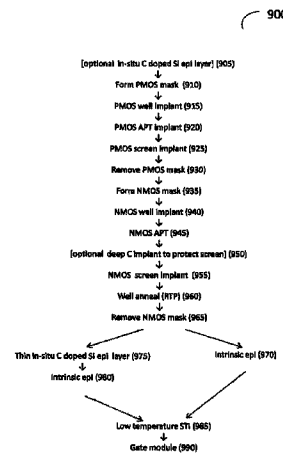 900
[optional in-situ C doped Si epi layer] (905)
Form PMOS mask (910)
PMOS well implant (915)
PMOS APT implant (920)
PMOS screen implant (925)
Remove PMOS mask (930)
Form NMOS mask (935)
NMOS well implant (940)
NMOS APT (945)
[optional deep C implant to protect screen] (950)
NMOS screen implant (955)
Well anneal (RTP) (960)
Remove NMOS mask (965)
Thin in-situ C doped Si epi layer (975)
Intrinsic epi (970)
Intrinsic epi (980)
Low temperature STI (985)
Gate module (990)